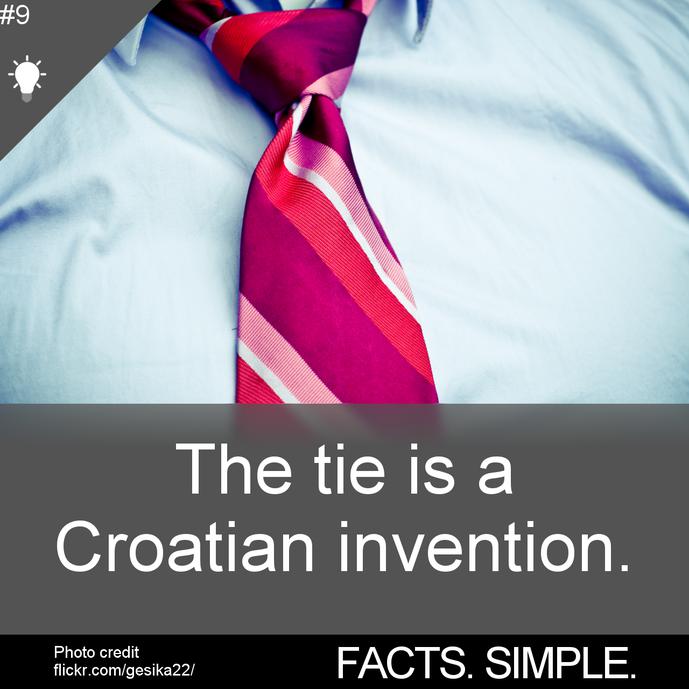 #9
The tie is a
Croatian invention.
Photo credit
flickr.com/gesika22/
FACTS. SIMPLE.